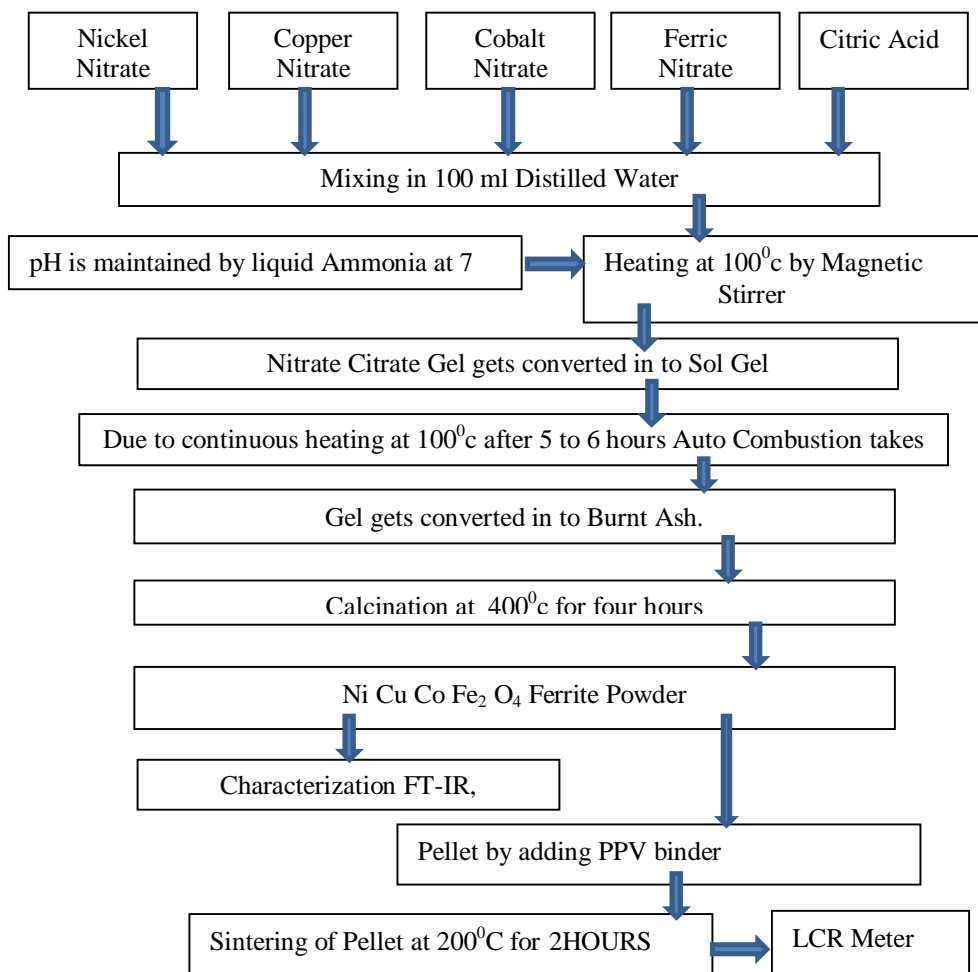 Nickel
Nitrate
Copper
Nitrate
Cobalt
Nitrate
Ferric
Nitrate
Citric Acid
Mixing in 100 ml Distilled Water
pH is maintained by liquid Ammonia at 7
Heating at 100⁰c by Magnetic
Stirrer
Nitrate Citrate Gel gets converted in to Sol Gel
Due to continuous heating at 100⁰c after 5 to 6 hours Auto Combustion takes
Gel gets converted in to Burnt Ash.
Calcination at 400⁰c for four hours
Ni Cu Co Fe₂ O₄ Ferrite Powder
Characterization FT-IR,
Pellet by adding PPV binder
Sintering of Pellet at 200⁰C for 2HOURS
LCR Meter